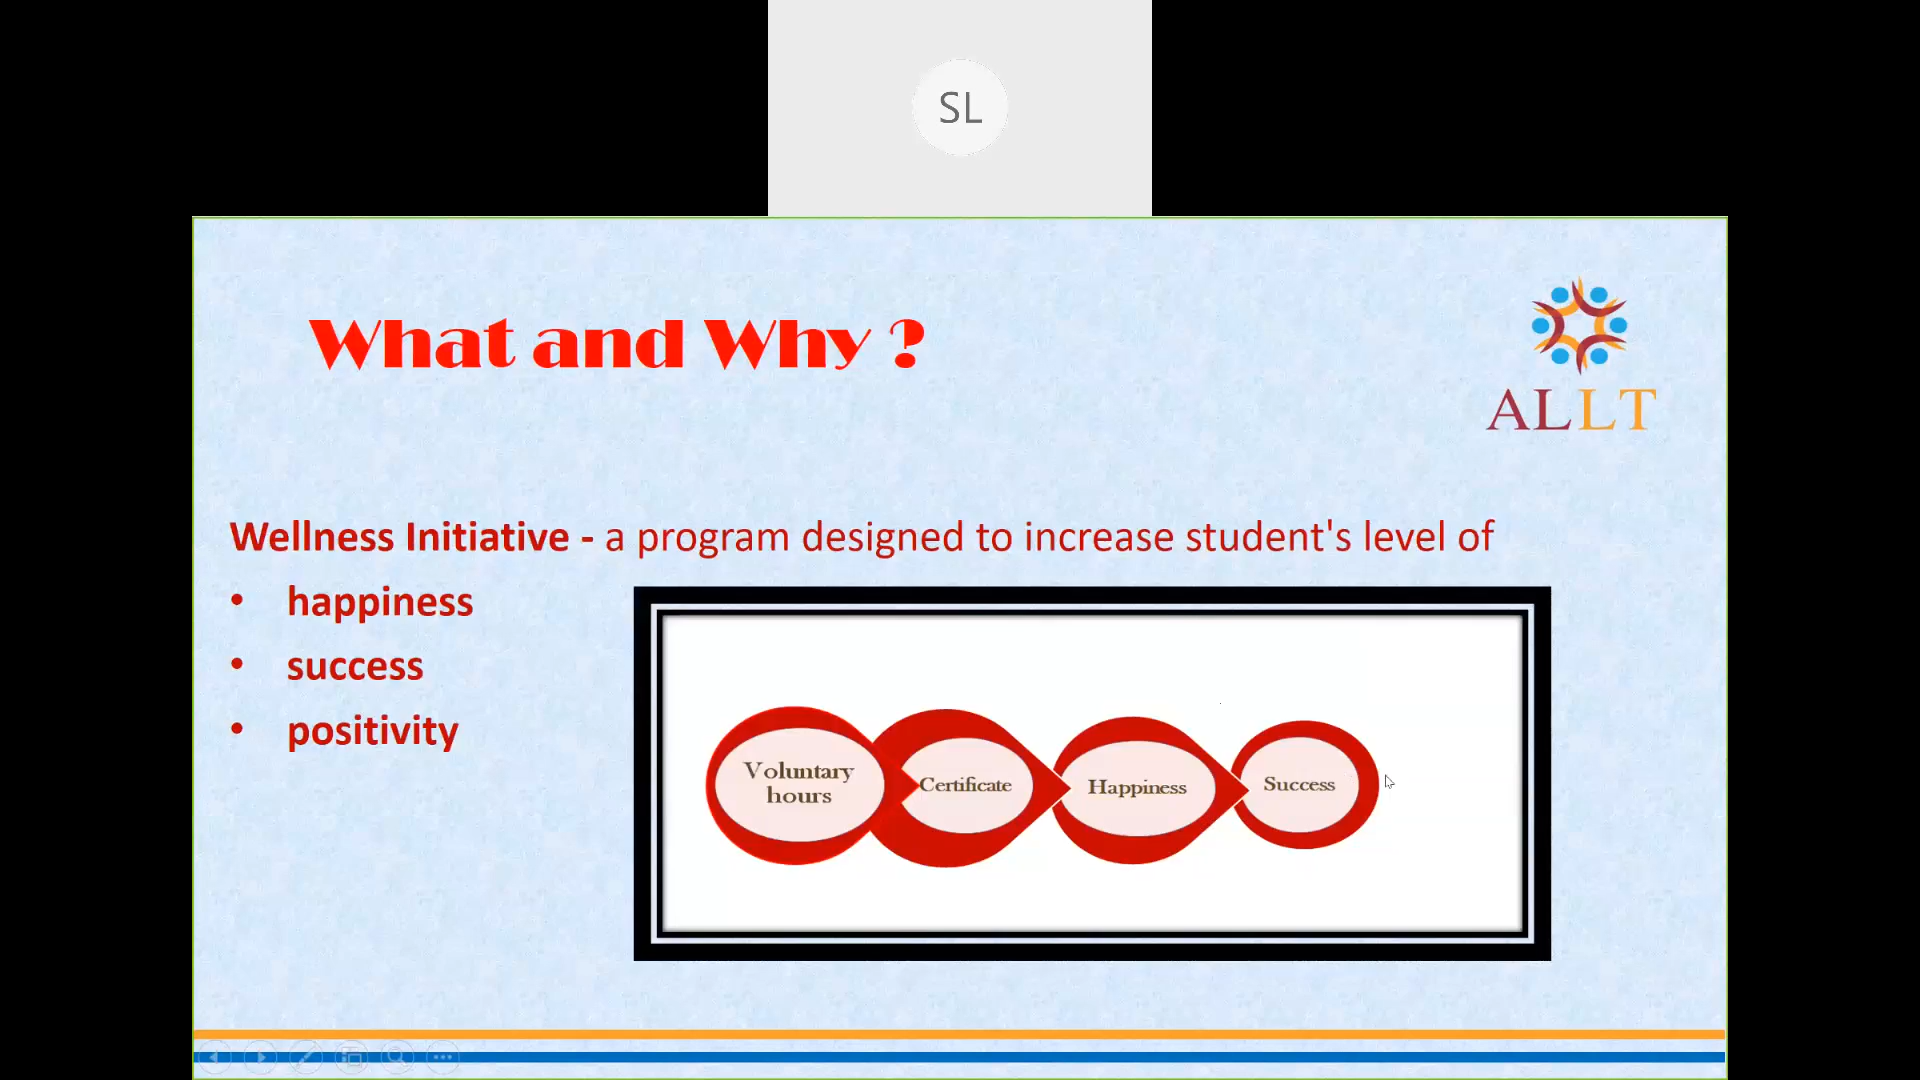 SL
What and Why ?
ALLT
Wellness Initiative - a program designed to increase student's level of
• happiness
• success
• positivity
Voluntary
hours
Certificate
Happiness
Success